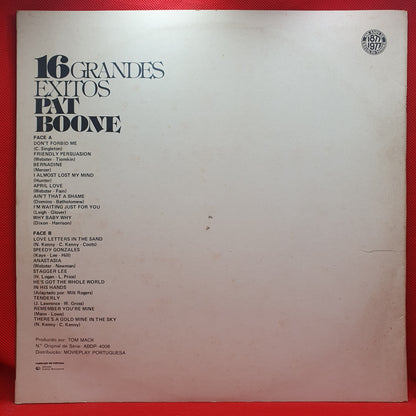 16 GRANDES
EXITOS
PAT
BOONE
1877
1977
FACE A
DON'T FORBID ME
(C. Singleton)
FRIENDLY PERSUASION
(Webster - Tiomkin)
BERNADINE
(Mercer)
I ALMOST LOST MY MIND
(Hunter)
APRIL LOVE
(Webster - Fain)
AIN'T THAT A SHAME
(Domino - Batholomew)
I'M WAITING JUST FOR YOU
(Leigh - Glover)
WHY BABY WHY
(Dixon - Harrison)
FACE B
LOVE LETTERS IN THE SAND
(N. Kenny - C. Kenny - Coots)
SPEEDY GONZALES
(Kaye - Lee - Hill)
ANASTASIA
(Webster - Newman)
STAGGER LEE
(N. Logan - L. Price)
HE'S GOT THE WHOLE WORLD
IN HIS HANDS
(Adaptado por: Milt Rogers)
TENDERLY
(J. Lawrence - W. Gross)
REMEMBER YOU'RE MINE
(Mann - Lowe)
THERE'S A GOLD MINE IN THE SKY
(N. Kenny - C. Kenny)
Produzido por: TOM MACK
N.º Original de Série: ABDP 4006
Distribuição: MOVIEPLAY PORTUGUESA